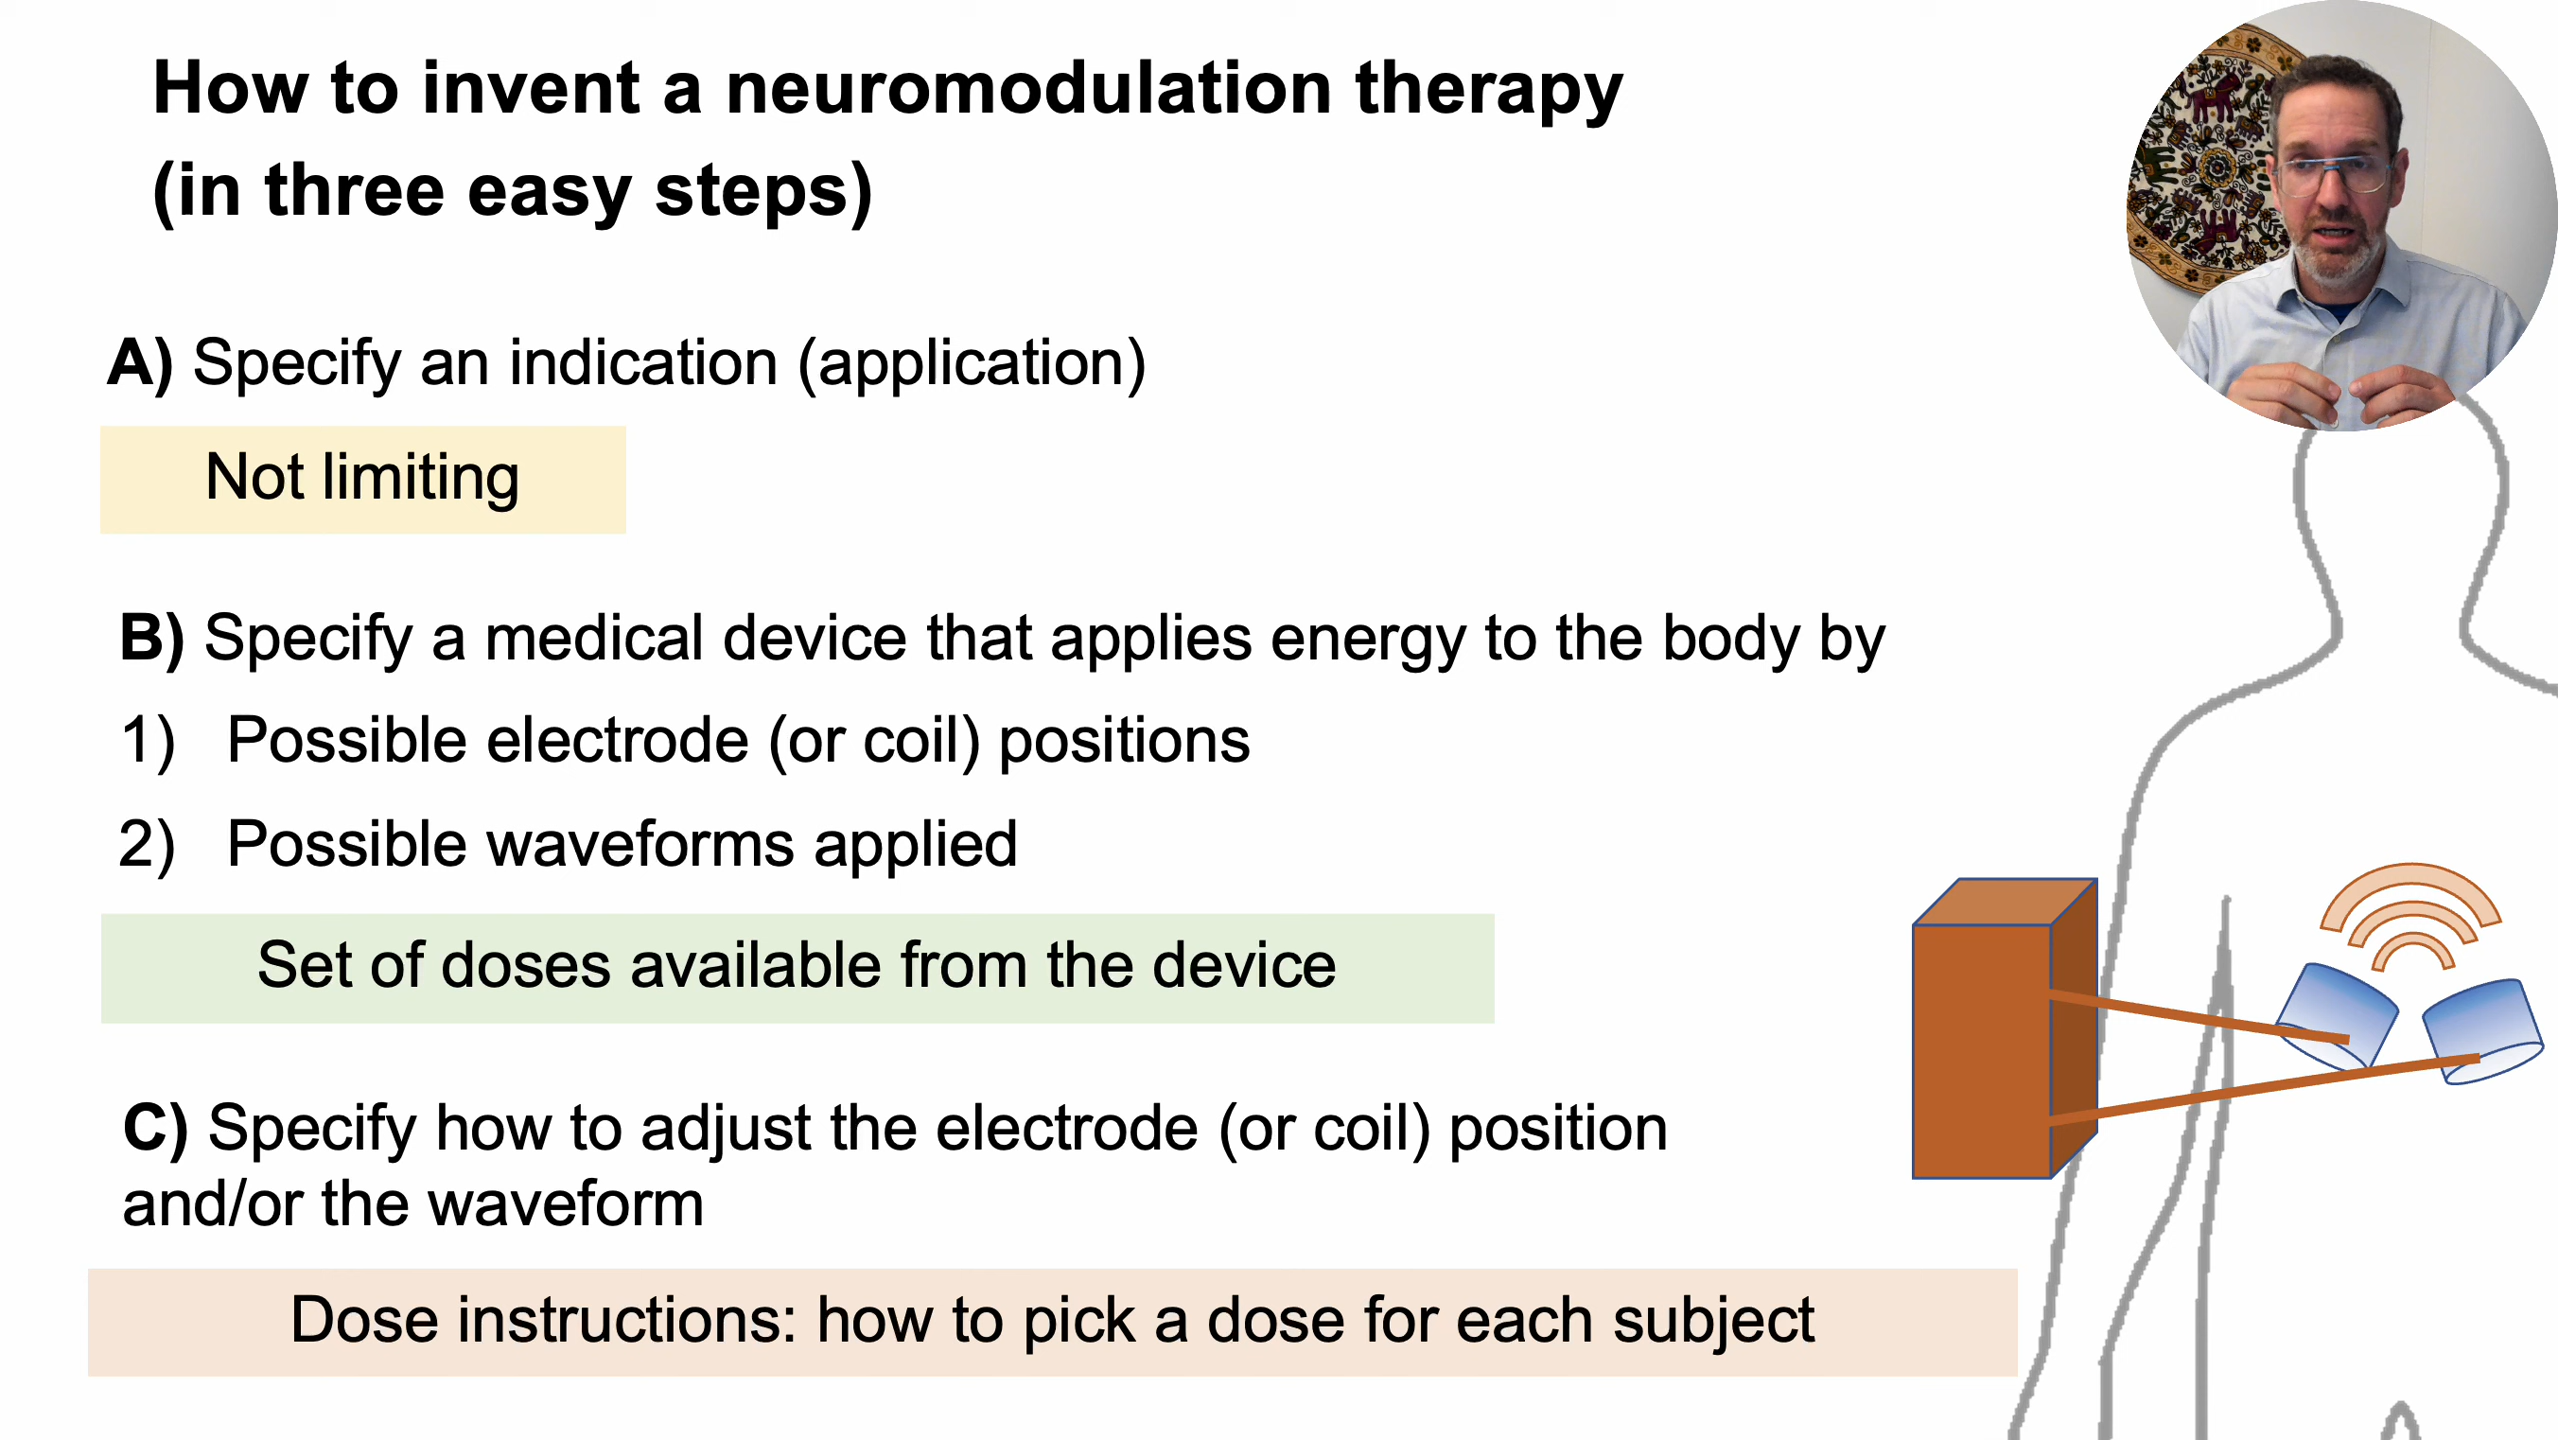 How to invent a neuromodulation therapy
(in three easy steps)
A) Specify an indication (application)
Not limiting
B) Specify a medical device that applies energy to the body by
1) Possible electrode (or coil) positions
2) Possible waveforms applied
Set of doses available from the device
C) Specify how to adjust the electrode (or coil) position
and/or the waveform
Dose instructions: how to pick a dose for each subject